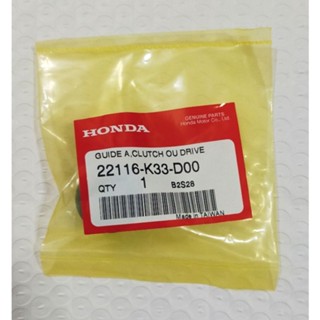 GENUINE PARTS
Honda Motor Co., Ltd.
HONDA
GUIDE A,CLUTCH OU DRIVE
22116-K33-D00
QTY 1 B2S28
Made in TAIWAN